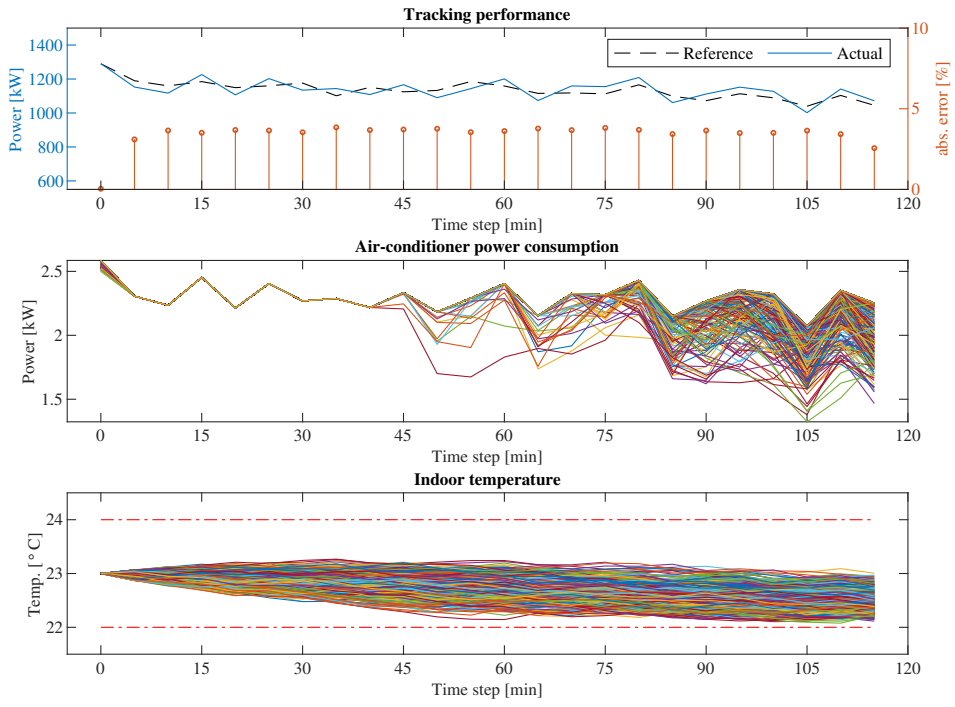 Tracking performance
1400
1200
1000
800
600
Power [kW]
Reference
Actual
10
5
0
abs. error [%]
0 15 30 45 60 75 90 105 120
Time step [min]
Air-conditioner power consumption
2.5
2
1.5
Power [kW]
0 15 30 45 60 75 90 105 120
Time step [min]
Indoor temperature
24
23
22
Temp. [°C]
0 15 30 45 60 75 90 105 120
Time step [min]